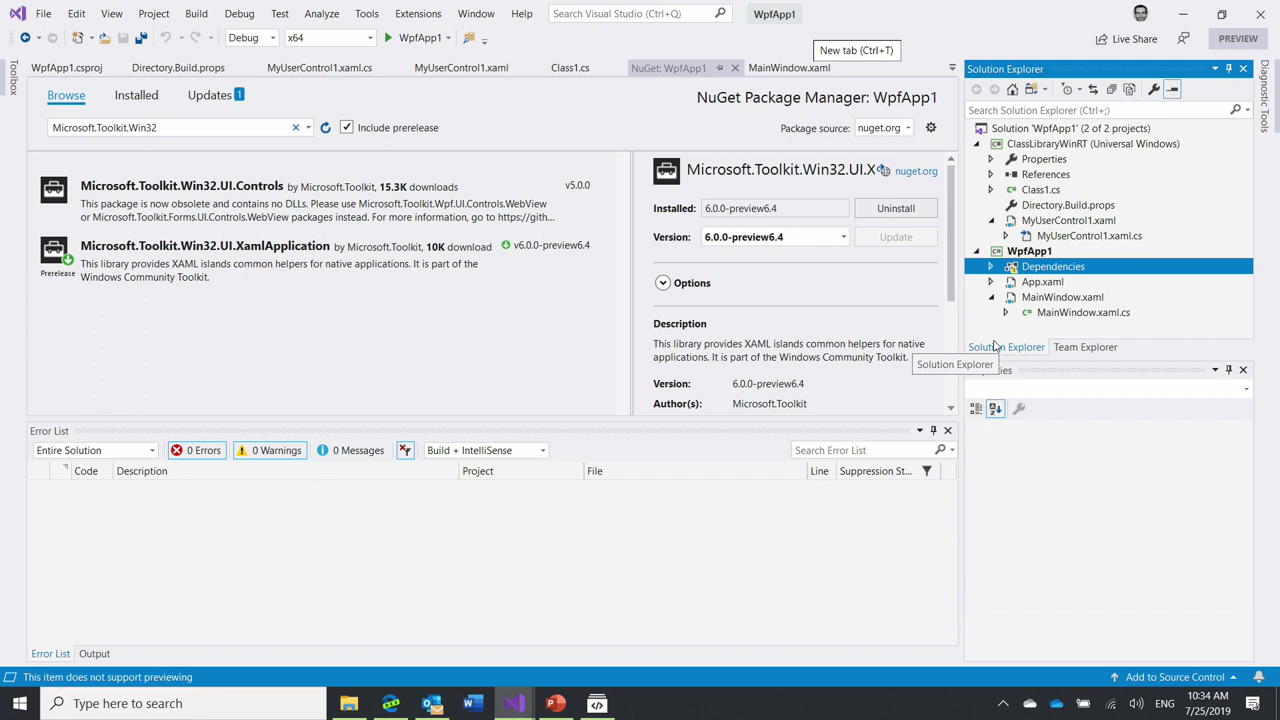 File Edit View Project Build Debug Test Analyze Tools Extensions Window Help Search Visual Studio (Ctrl+Q) WpfApp1
Debug x64 WpfApp1 New tab (Ctrl+T) Live Share PREVIEW
Toolbox
WpfApp1.csproj Directory.Build.props MyUserControl1.xaml.cs MyUserControl1.xaml Class1.cs NuGet: WpfApp1 MainWindow.xaml
Browse Installed Updates 1
NuGet Package Manager: WpfApp1
Microsoft.Toolkit.Win32 Include prerelease
Package source: nuget.org
Microsoft.Toolkit.Win32.UI.Controls by Microsoft.Toolkit, 15.3K downloads v5.0.0
This package is now obsolete and contains no DLLs. Please use Microsoft.Toolkit.Wpf.UI.Controls.WebView
or Microsoft.Toolkit.Forms.UI.Controls.WebView packages instead. For more information, go to https://gith...
Microsoft.Toolkit.Win32.UI.XamlApplication by Microsoft.Toolkit, 10K downloads v6.0.0-preview6.4
This library provides XAML islands common helpers for native applications. It is part of the
Prerelease
Windows Community Toolkit.
Microsoft.Toolkit.Win32.UI.X nuget.org
Installed: 6.0.0-preview6.4 Uninstall
Version: 6.0.0-preview6.4 Update
Options
Description
This library provides XAML islands common helpers for native
applications. It is part of the Windows Community Toolkit.
Version: 6.0.0-preview6.4
Author(s): Microsoft.Toolkit
Solution Explorer
Search Solution Explorer (Ctrl+;)
Solution 'WpfApp1' (2 of 2 projects)
ClassLibraryWinRT (Universal Windows)
Properties
References
Class1.cs
Directory.Build.props
MyUserControl1.xaml
MyUserControl1.xaml.cs
WpfApp1
Dependencies
App.xaml
MainWindow.xaml
MainWindow.xaml.cs
Solution Explorer Team Explorer
Solution Explorer
Diagnostic Tools
Error List
Entire Solution 0 Errors 0 Warnings 0 Messages Build + IntelliSense Search Error List
Code Description Project File Line Suppression St...
Error List Output
This item does not support previewing Add to Source Control
Type here to search ENG 10:34 AM
7/25/2019